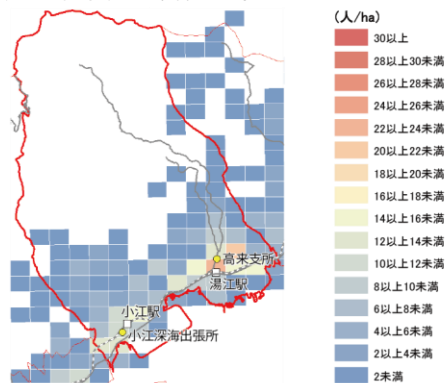 (人/ha)
30以上
28以上30未満
26以上28未満
24以上26未満
22以上24未満
20以上22未満
18以上20未満
16以上18未満
14以上16未満
12以上14未満
10以上12未満
8以上10未満
6以上8未満
4以上6未満
2以上4未満
2未満
高来支所
湯江駅
小江駅
小江深海出張所